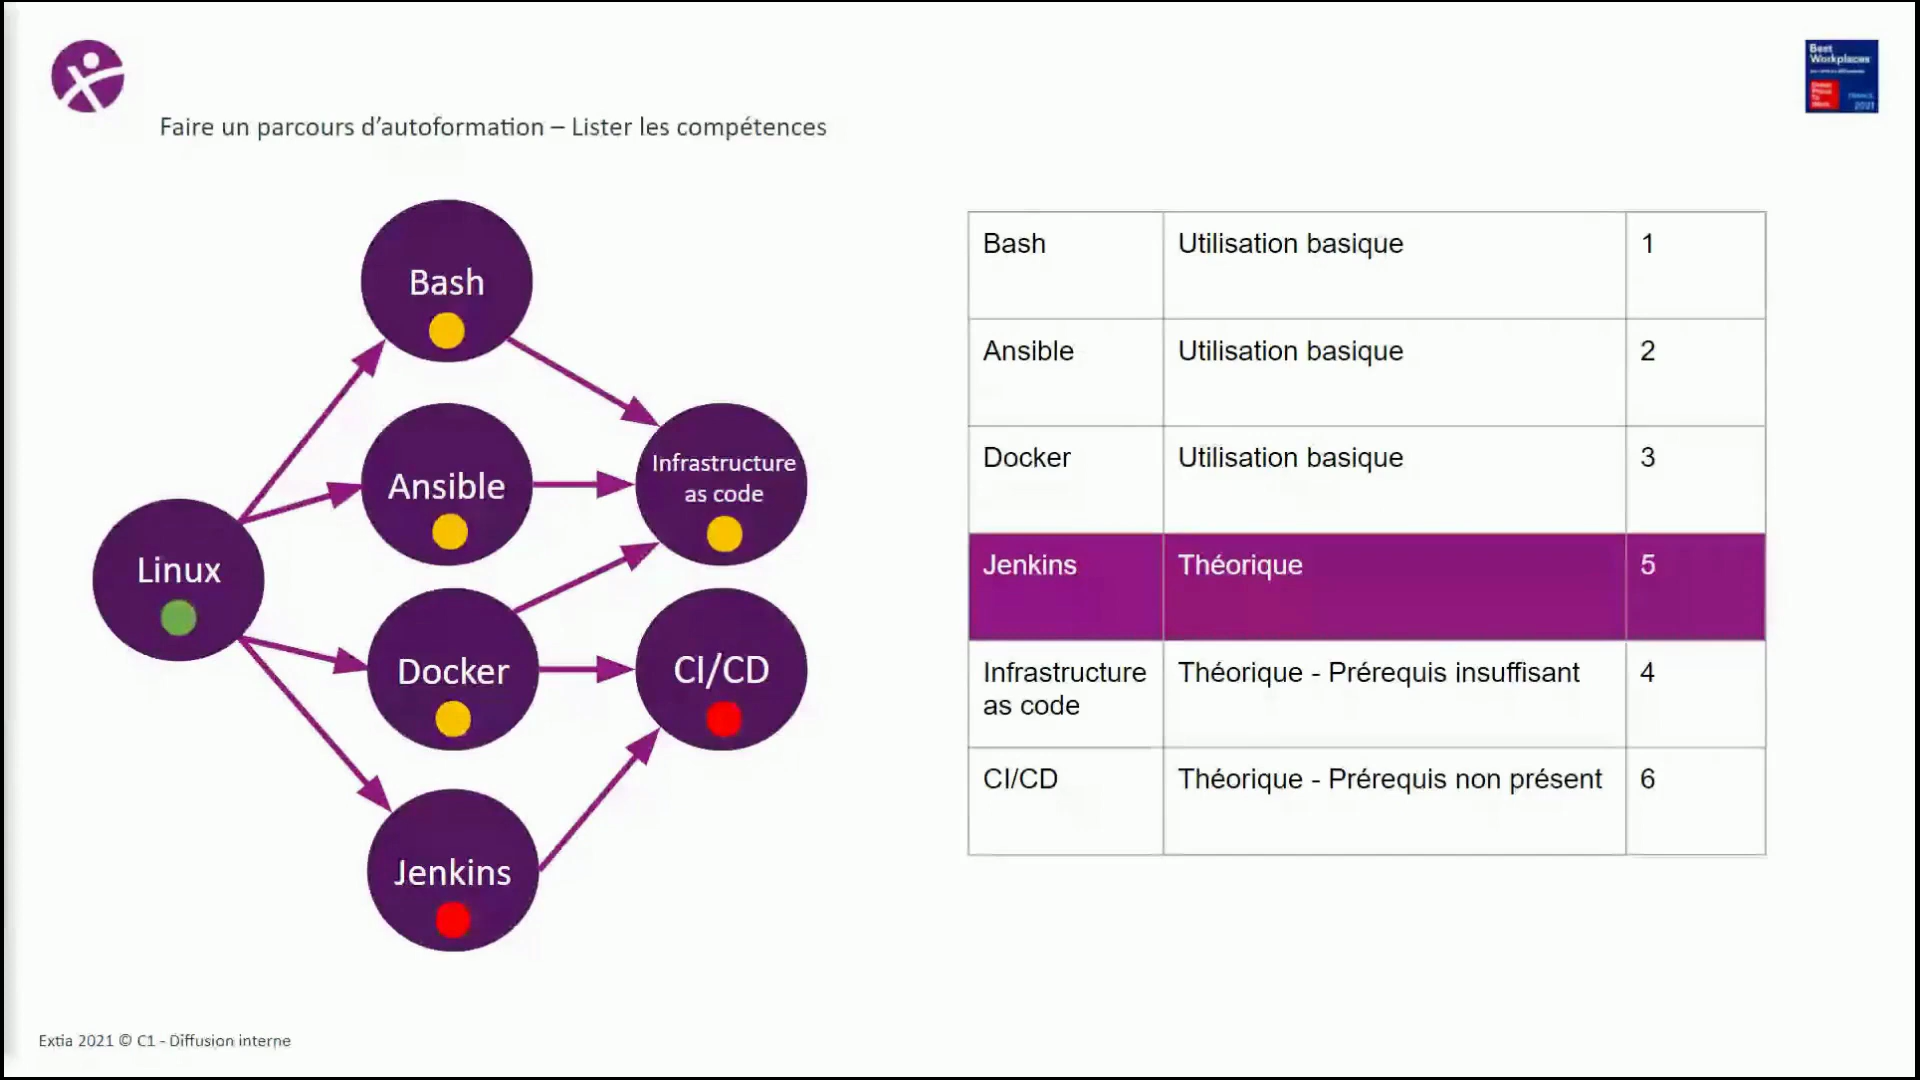 Best
Workplaces
FRANCE
2021
Faire un parcours d’autoformation – Lister les compétences
Bash
Ansible
Infrastructure
as code
Linux
Docker
CI/CD
Jenkins
Bash Utilisation basique 1
Ansible Utilisation basique 2
Docker Utilisation basique 3
Jenkins Théorique 5
Infrastructure as code Théorique - Prérequis insuffisant 4
CI/CD Théorique - Prérequis non présent 6
Extia 2021 © C1 - Diffusion interne